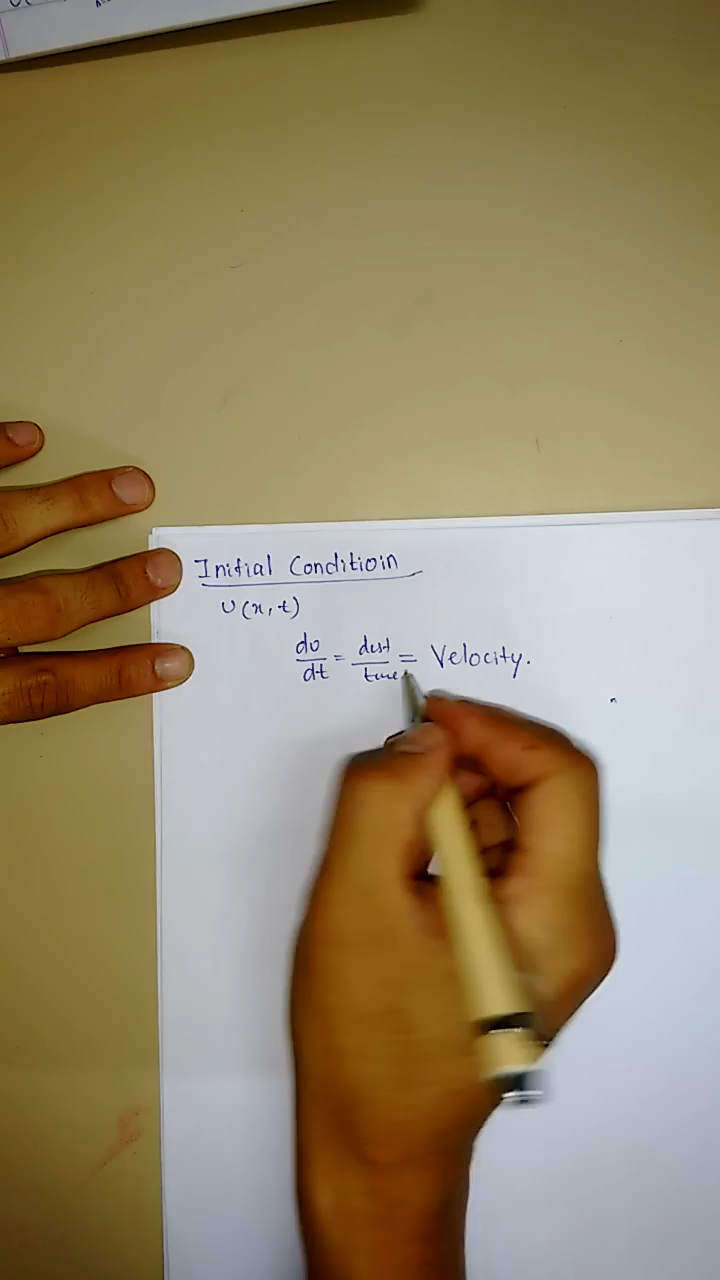 Initial Conditioin
U(x,t)
du/dt = dist/time = Velocity.